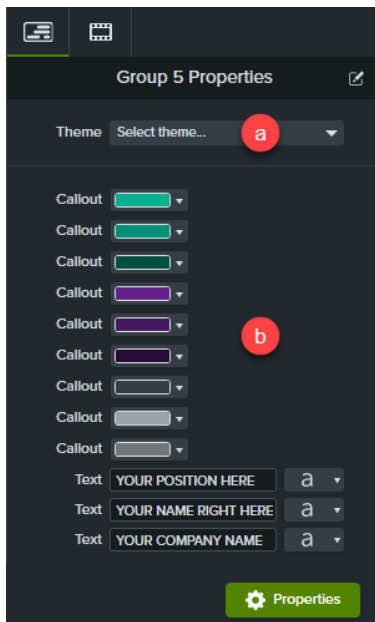 Group 5 Properties
Theme Select theme... a
Callout
Callout
Callout
Callout
Callout b
Callout
Callout
Callout
Callout
Text YOUR POSITION HERE a
Text YOUR NAME RIGHT HERE a
Text YOUR COMPANY NAME a
Properties